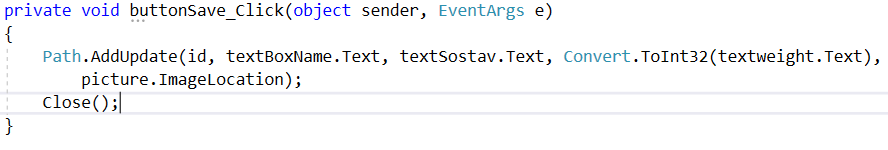 private void buttonSave_Click(object sender, EventArgs e)
{
Path.AddUpdate(id, textBoxName.Text, textSostav.Text, Convert.ToInt32(textweight.Text),
picture.ImageLocation);
Close();
}